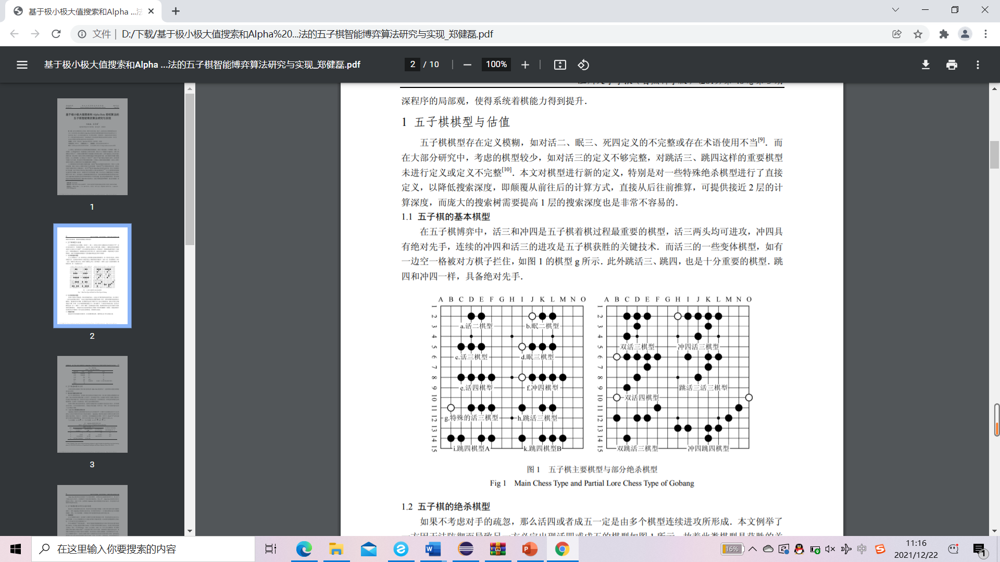 基于极小极大值搜索和Alpha ...法
文件 | D:/下载/基于极小极大值搜索和Alpha%20...法的五子棋智能博弈算法研究与实现_郑健磊.pdf
基于极小极大值搜索和Alpha ...法的五子棋智能博弈算法研究与实现_郑健磊.pdf
2 / 10
100%
1
2
3
深程序的局部观，使得系统着棋能力得到提升.
1 五子棋棋型与估值
五子棋棋型存在定义模糊，如对活二、眠三、死四定义的不完整或存在术语使用不当[9]. 而
在大部分研究中，考虑的棋型较少，如对活三的定义不够完整，对跳活三、跳四这样的重要棋型
未进行定义或定义不完整[10]. 本文对棋型进行新的定义，特别是对一些特殊绝杀棋型进行了直接
定义，以降低搜索深度，即颠覆从前往后的计算方式，直接从后往前推算，可提供接近 2 层的计
算深度，而庞大的搜索树需要提高 1 层的搜索深度也是非常不容易的.
1.1 五子棋的基本棋型
在五子棋博弈中，活三和冲四是五子棋着棋过程最重要的棋型，活三两头均可进攻，冲四具
有绝对先手，连续的冲四和活三的进攻是五子棋获胜的关键技术. 而活三的一些变体棋型，如有
一边空一格被对方棋子拦住，如图 1 的棋型 g 所示. 此外跳活三、跳四，也是十分重要的棋型. 跳
四和冲四一样，具备绝对先手.
A B C D E F G H I J K L M N O
1
2
3
4
5
6
7
8
9
10
11
12
13
14
15
a.活二棋型
b.眠二棋型
c.活三棋型
d.眠三棋型
e.活四棋型
f.冲四棋型
g.特殊的活三棋型
h.跳活三棋型
i.跳四棋型A
k.跳四棋型B
A B C D E F G H I J K L M N O
1
2
3
4
5
6
7
8
9
10
11
12
13
14
15
双活三棋型
冲四活三棋型
跳活三活三棋型
双活四棋型
双跳活三棋型
冲四跳四棋型
图 1 五子棋主要棋型与部分绝杀棋型
Fig 1 Main Chess Type and Partial Lore Chess Type of Gobang
1.2 五子棋的绝杀棋型
如果不考虑对手的疏忽，那么活四或者成五一定是由多个棋型连续进攻所形成. 本文例举了
在这里输入你要搜索的内容
16%
中
11:16
2021/12/22
1